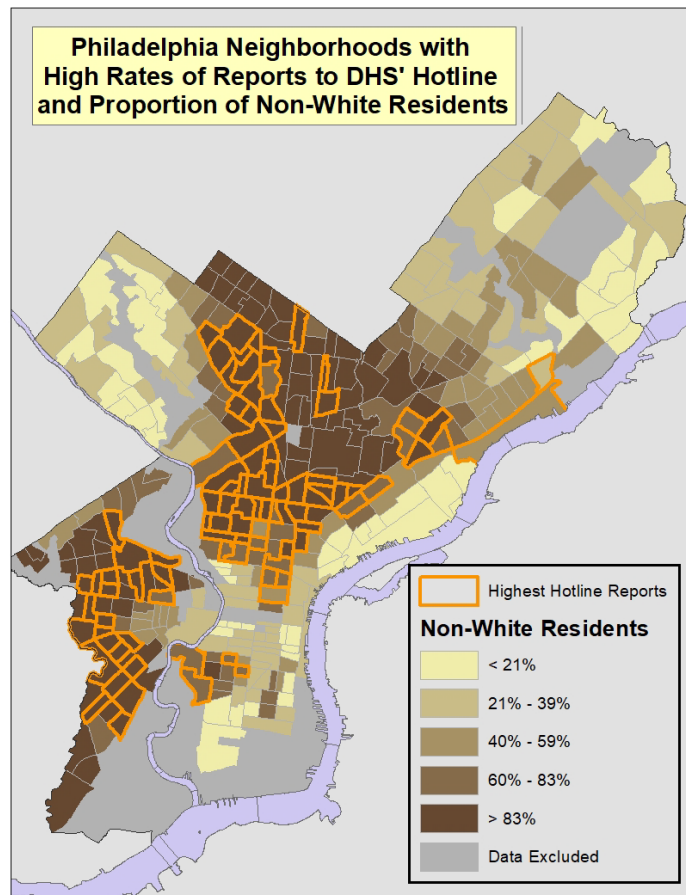 Philadelphia Neighborhoods with
High Rates of Reports to DHS' Hotline
and Proportion of Non-White Residents
Highest Hotline Reports
Non-White Residents
< 21%
21% - 39%
40% - 59%
60% - 83%
> 83%
Data Excluded